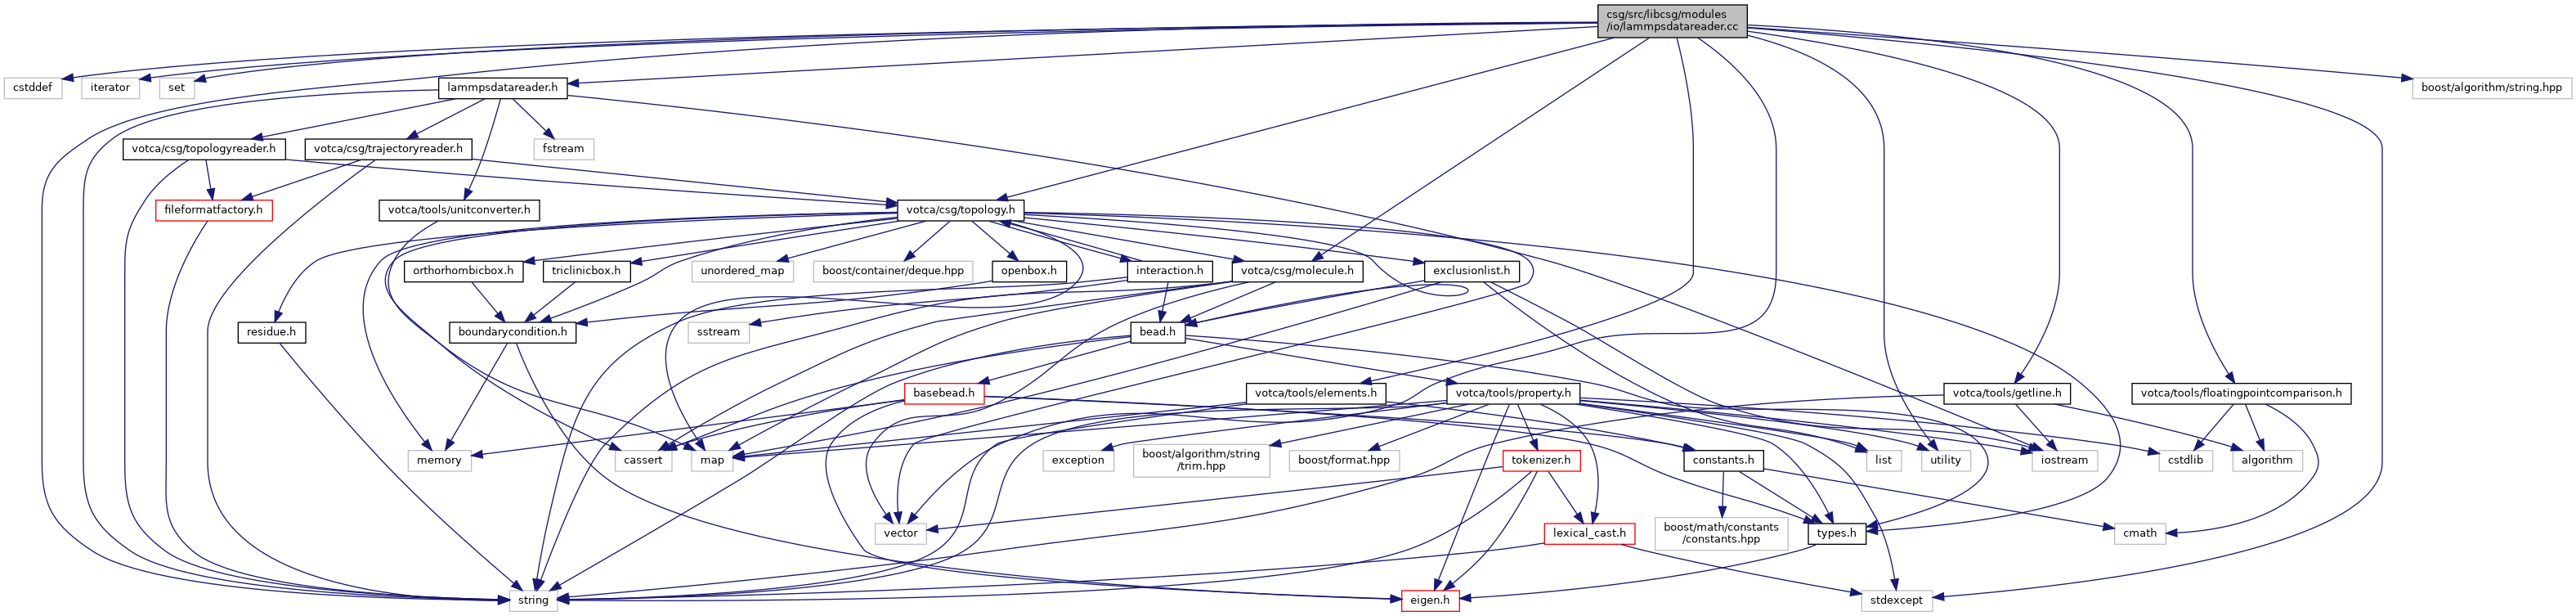 csg/src/libcsg/modules
/io/lammpsdatareader.cc
cstddef
iterator
set
lammpsdatareader.h
boost/algorithm/string.hpp
votca/csg/topologyreader.h
votca/csg/trajectoryreader.h
fstream
fileformatfactory.h
votca/tools/unitconverter.h
votca/csg/topology.h
orthorhombicbox.h
triclinicbox.h
unordered_map
boost/container/deque.hpp
openbox.h
interaction.h
votca/csg/molecule.h
exclusionlist.h
residue.h
boundarycondition.h
sstream
bead.h
basebead.h
votca/tools/elements.h
votca/tools/property.h
votca/tools/getline.h
votca/tools/floatingpointcomparison.h
memory
cassert
map
exception
boost/algorithm/string
/trim.hpp
boost/format.hpp
tokenizer.h
constants.h
list
utility
iostream
cstdlib
algorithm
vector
lexical_cast.h
boost/math/constants
/constants.hpp
types.h
cmath
string
eigen.h
stdexcept